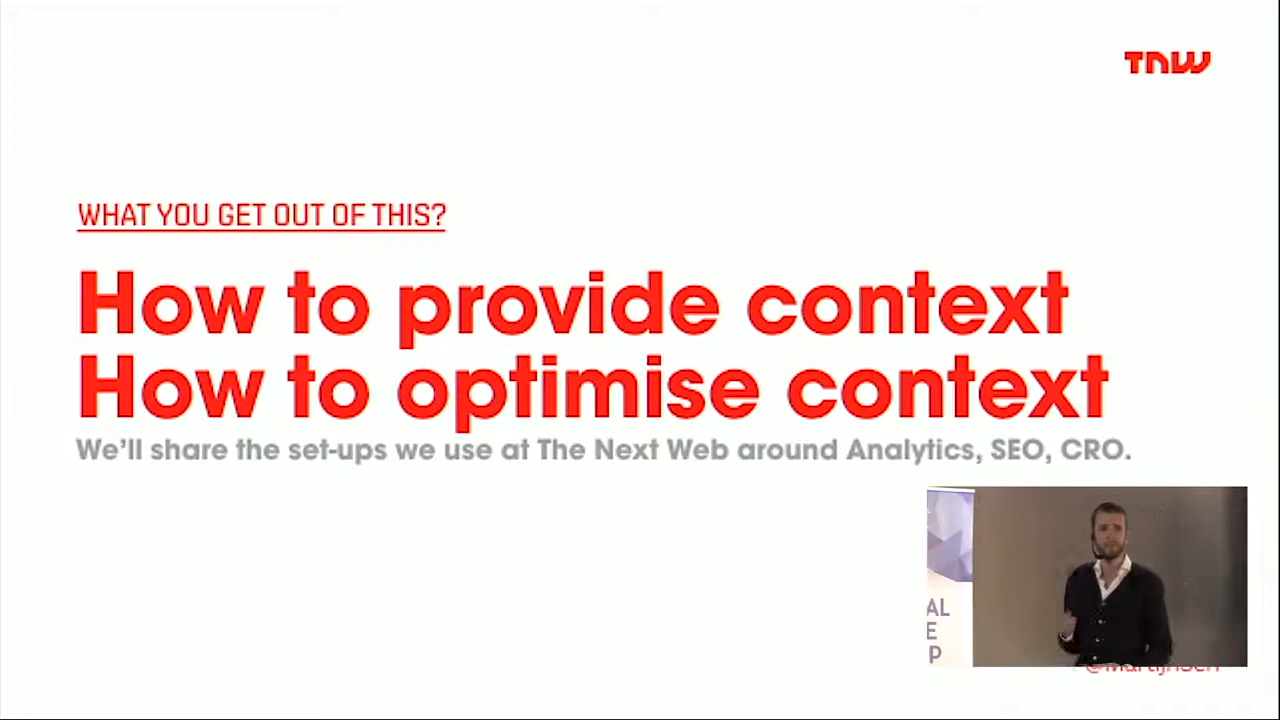 TNW
WHAT YOU GET OUT OF THIS?
How to provide context
How to optimise context
We'll share the set-ups we use at The Next Web around Analytics, SEO, CRO.
AL
E
P